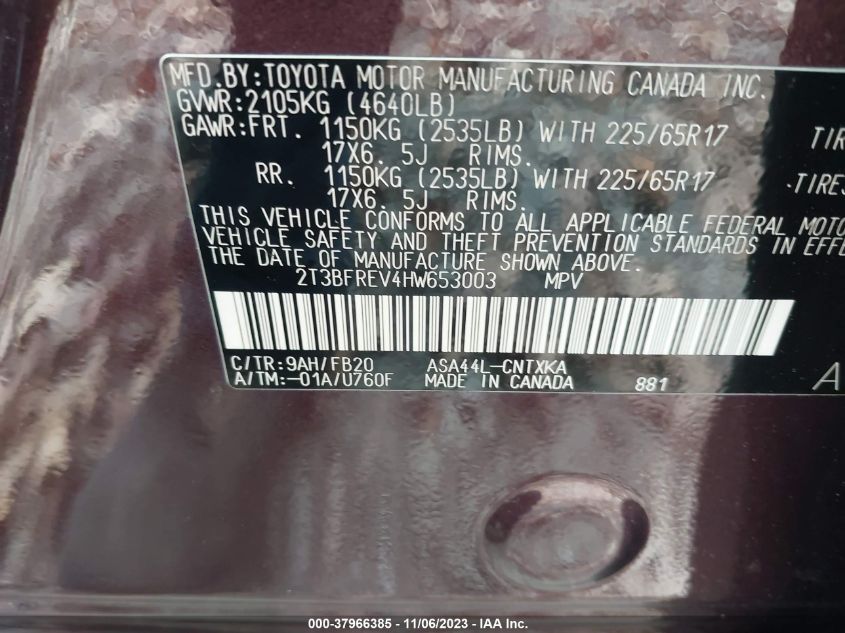 MFD.BY:TOYOTA MOTOR MANUFACTURING CANADA INC.
GVWR:2105KG (4640LB)
GAWR:FRT. 1150KG (2535LB) WITH 225/65R17 TIR
17X6. 5J RIMS.
RR. 1150KG (2535LB) WITH 225/65R17 TIRES
17X6. 5J RIMS.
THIS VEHICLE CONFORMS TO ALL APPLICABLE FEDERAL MOTO
VEHICLE SAFETY AND THEFT PREVENTION STANDARDS IN EFFE
THE DATE OF MANUFACTURE SHOWN ABOVE.
2T3BFREV4HW653003 MPV
C/TR:9AH/FB20 ASA44L-CNTXKA
A/TM:-01A/U760F MADE IN CANADA 881 A
000-37966385 - 11/06/2023 - IAA Inc.